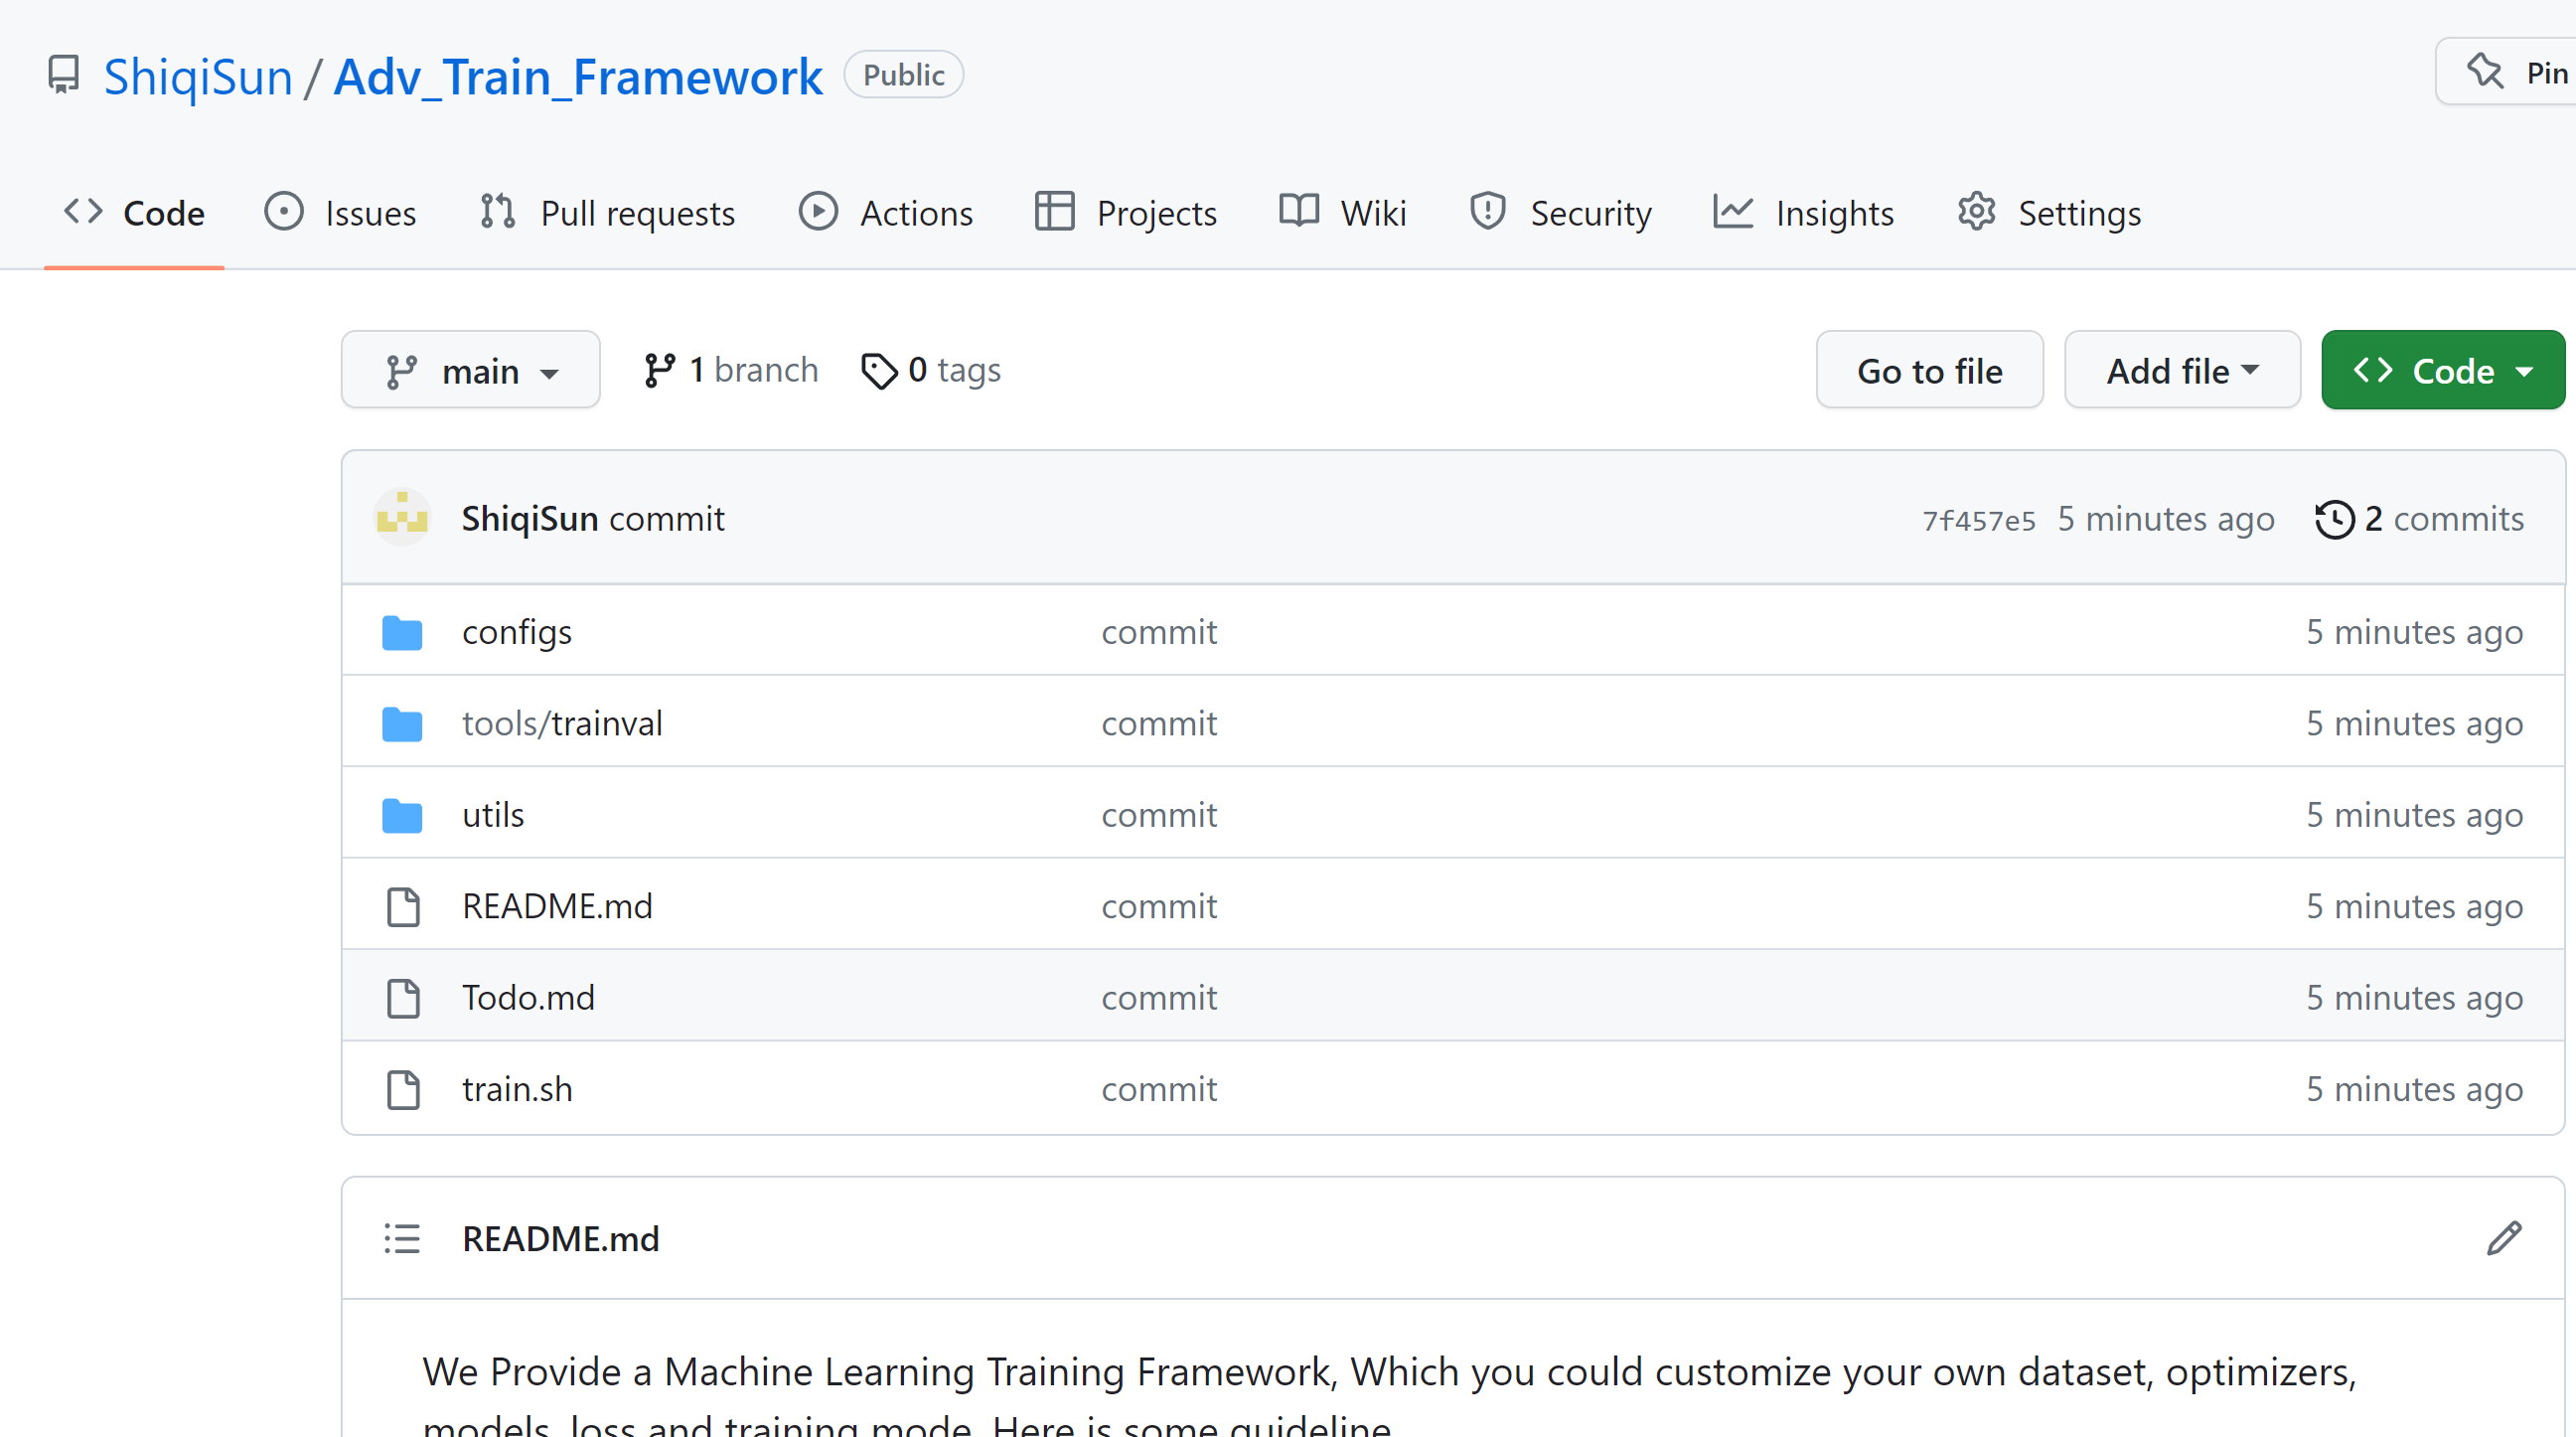 ShiqiSun / Adv_Train_Framework Public Pin
Code Issues Pull requests Actions Projects Wiki Security Insights Settings
main 1 branch 0 tags Go to file Add file Code
ShiqiSun commit 7f457e5 5 minutes ago 2 commits
configs commit 5 minutes ago
tools/trainval commit 5 minutes ago
utils commit 5 minutes ago
README.md commit 5 minutes ago
Todo.md commit 5 minutes ago
train.sh commit 5 minutes ago
README.md
We Provide a Machine Learning Training Framework, Which you could customize your own dataset, optimizers,
models, loss and training mode. Here is some guideline